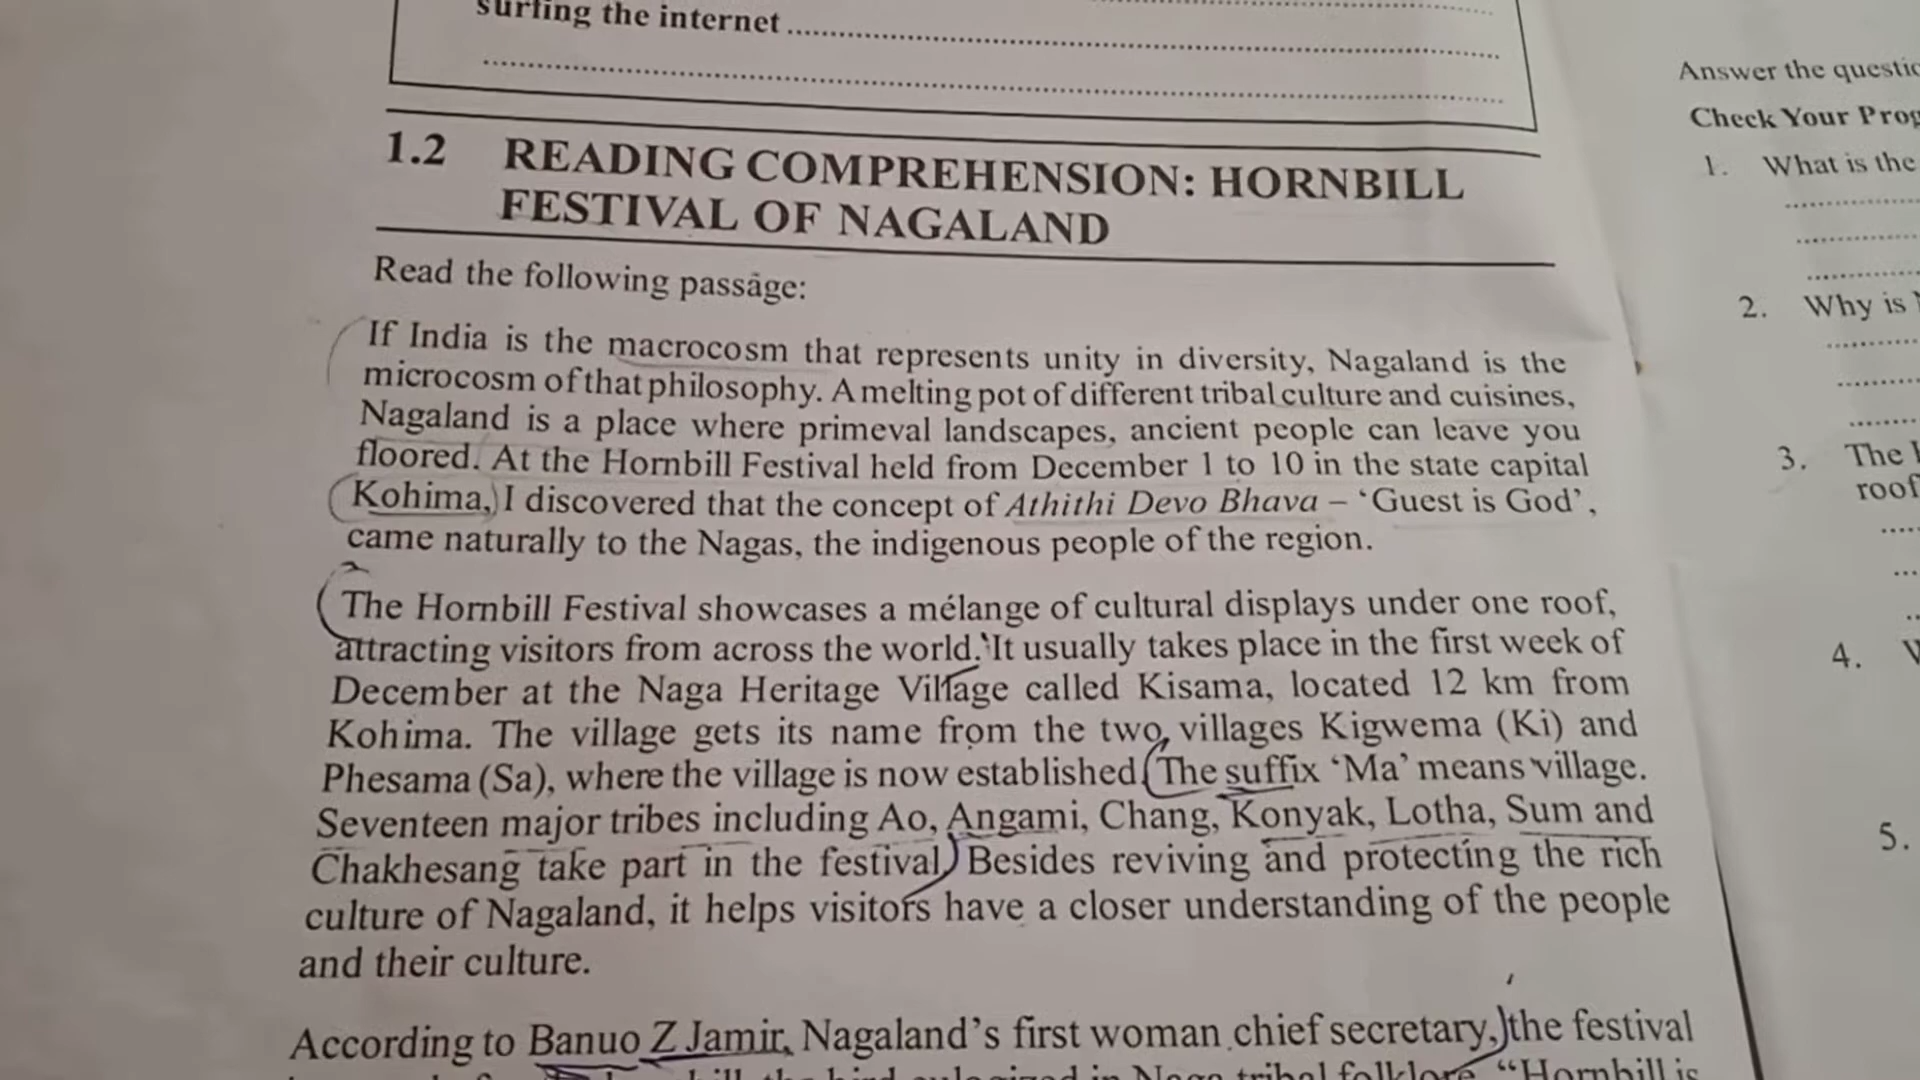 surfing the internet
1.2 READING COMPREHENSION: HORNBILL
FESTIVAL OF NAGALAND
Read the following passage:
If India is the macrocosm that represents unity in diversity, Nagaland is the
microcosm of that philosophy. A melting pot of different tribal culture and cuisines,
Nagaland is a place where primeval landscapes, ancient people can leave you
floored. At the Hornbill Festival held from December 1 to 10 in the state capital
Kohima, I discovered that the concept of Athithi Devo Bhava – ‘Guest is God’,
came naturally to the Nagas, the indigenous people of the region.
The Hornbill Festival showcases a mélange of cultural displays under one roof,
attracting visitors from across the world. It usually takes place in the first week of
December at the Naga Heritage Village called Kisama, located 12 km from
Kohima. The village gets its name from the two villages Kigwema (Ki) and
Phesama (Sa), where the village is now established. The suffix ‘Ma’ means village.
Seventeen major tribes including Ao, Angami, Chang, Konyak, Lotha, Sum and
Chakhesang take part in the festival. Besides reviving and protecting the rich
culture of Nagaland, it helps visitors have a closer understanding of the people
and their culture.
According to Banuo Z Jamir, Nagaland’s first woman chief secretary, the festival
in Naga tribal folklore. “Hornbill is
Answer the
Check Your
1. What is the
2. Why is
3. The
roof
4.
5.